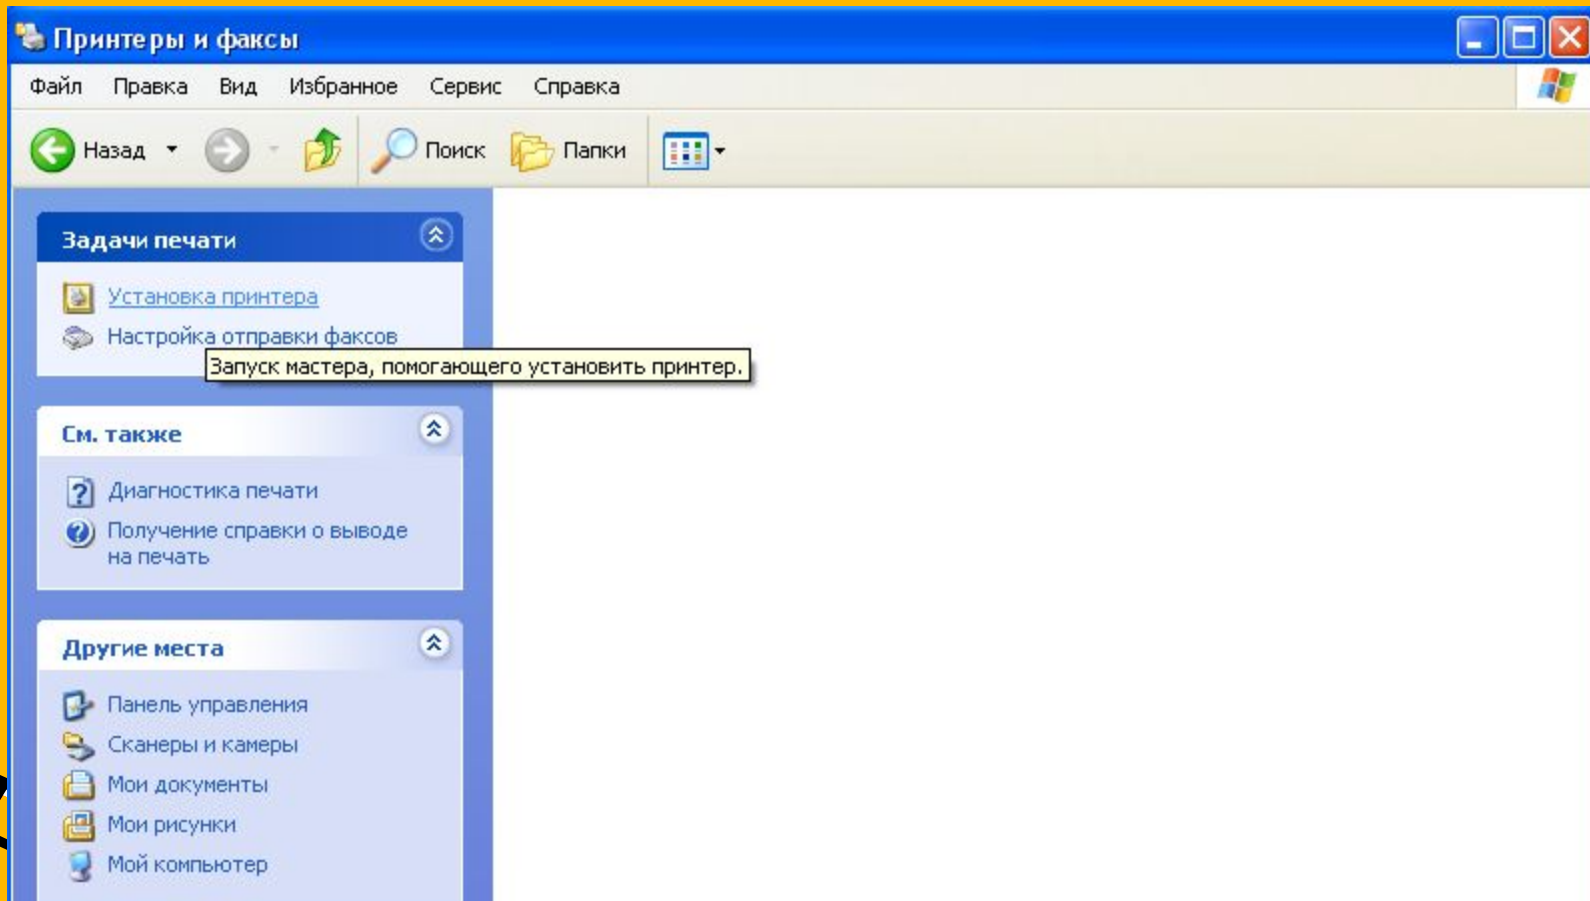 Принтеры и факсы
Файл Правка Вид Избранное Сервис Справка
Назад Поиск Папки
Задачи печати
Установка принтера
Настройка отправки факсов
Запуск мастера, помогающего установить принтер.
См. также
Диагностика печати
Получение справки о выводе
на печать
Другие места
Панель управления
Сканеры и камеры
Мои документы
Мои рисунки
Мой компьютер